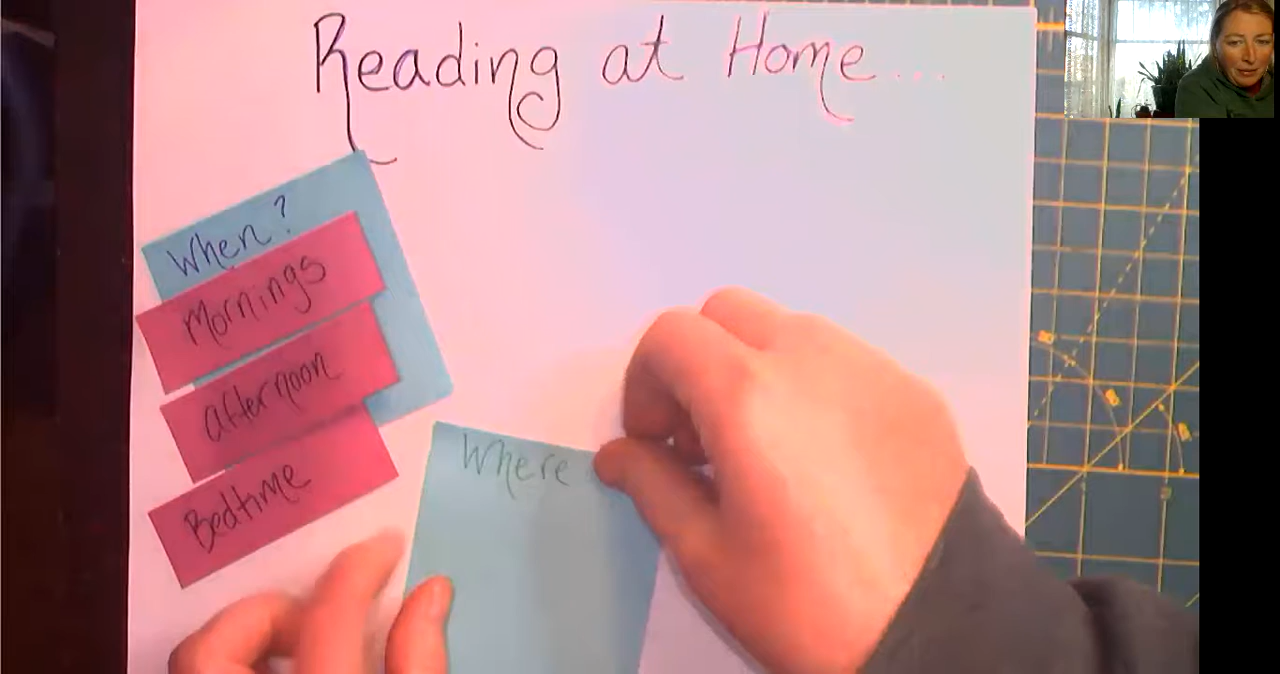 Reading at Home...
When?
Mornings
afternoon
Bedtime
Where